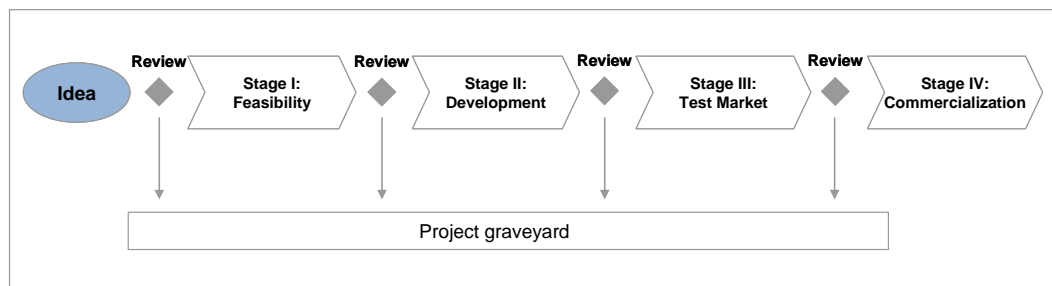 Idea
Review
Stage I:
Feasibility
Review
Stage II:
Development
Review
Stage III:
Test Market
Review
Stage IV:
Commercialization
Project graveyard